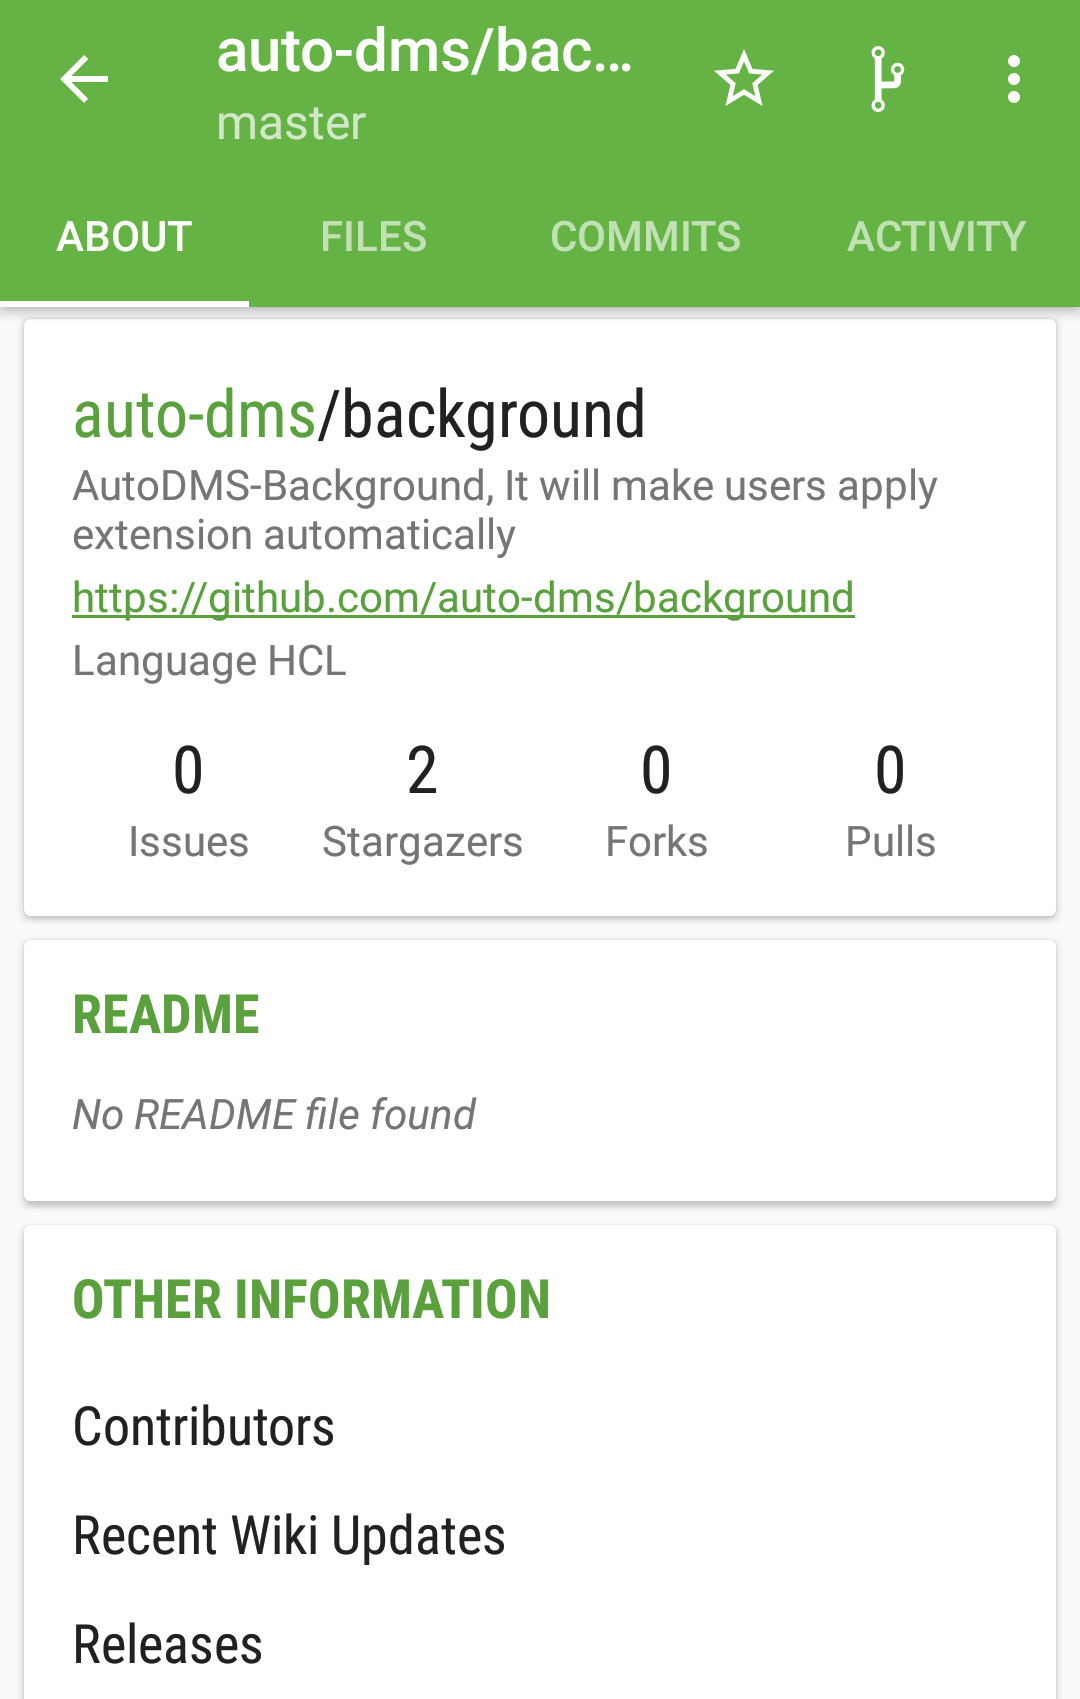 auto-dms/bac...
master
ABOUT FILES COMMITS ACTIVITY
auto-dms/background
AutoDMS-Background, It will make users apply
extension automatically
https://github.com/auto-dms/background
Language HCL
0 2 0 0
Issues Stargazers Forks Pulls
README
No README file found
OTHER INFORMATION
Contributors
Recent Wiki Updates
Releases